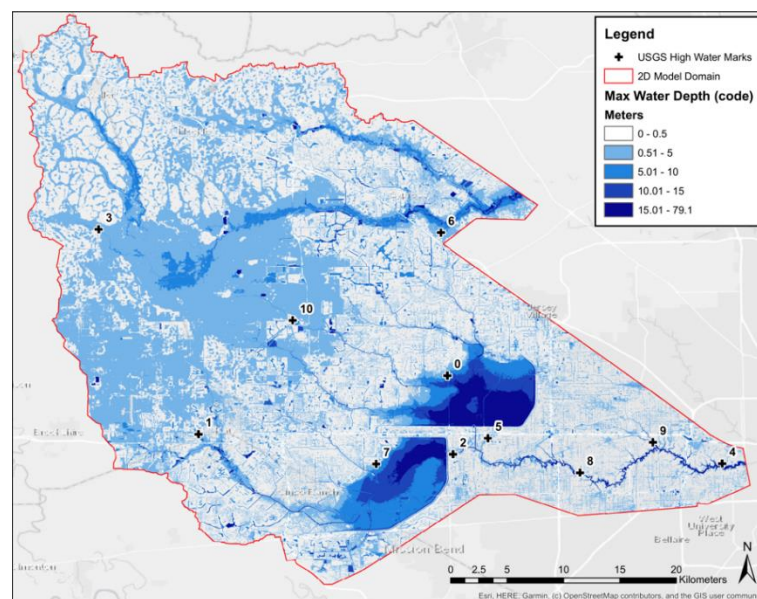 Legend
USGS High Water Marks
2D Model Domain
Max Water Depth (code)
Meters
0 - 0.5
0.51 - 5
5.01 - 10
10.01 - 15
15.01 - 79.1
3
6
10
0
1
5
9
2
7
8
4
Village
West
University
Place
Bellaire
Mission Bend
N
0 2.5 5 10 15 20
Kilometers
Esri, HERE, Garmin, (c) OpenStreetMap contributors, and the GIS user commun